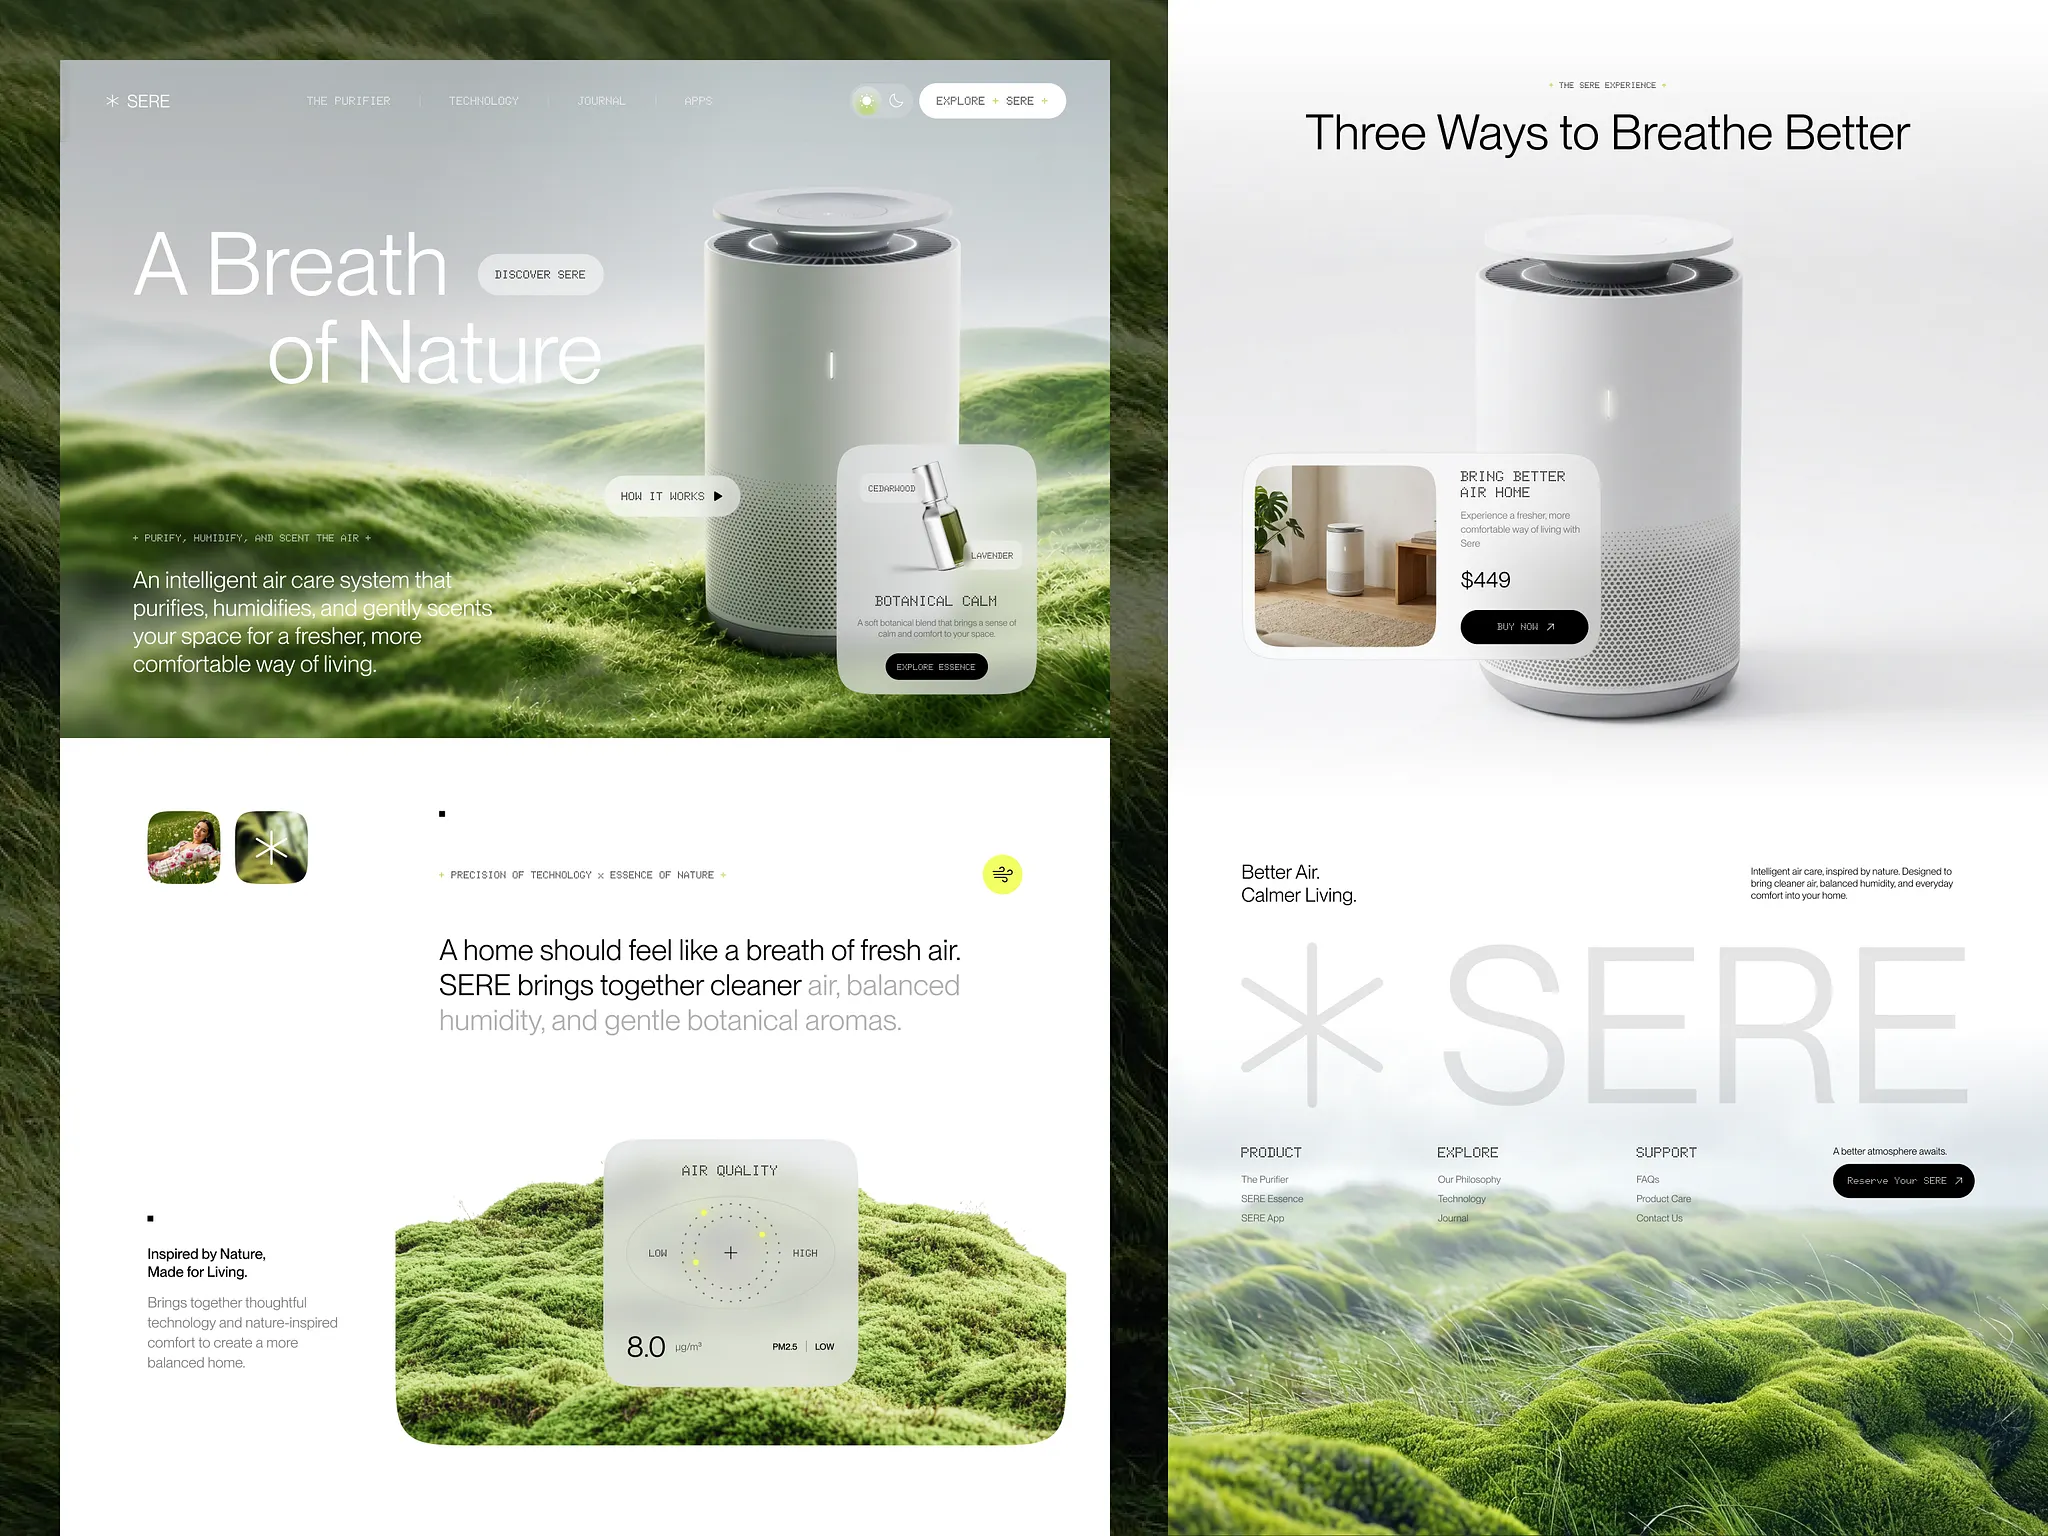 SERE
THE PURIFIER
TECHNOLOGY
JOURNAL
APPS
EXPLORE + SERE +
A Breath
DISCOVER SERE
of Nature
HOW IT WORKS
CEDARWOOD
LAVENDER
BOTANICAL CALM
A soft botanical blend that brings a sense of
calm and comfort to your space.
EXPLORE ESSENCE
+ PURIFY, HUMIDIFY, AND SCENT THE AIR +
An intelligent air care system that
purifies, humidifies, and gently scents
your space for a fresher, more
comfortable way of living.
+ PRECISION OF TECHNOLOGY x ESSENCE OF NATURE +
A home should feel like a breath of fresh air.
SERE brings together cleaner air, balanced
humidity, and gentle botanical aromas.
Inspired by Nature,
Made for Living.
Brings together thoughtful
technology and nature-inspired
comfort to create a more
balanced home.
AIR QUALITY
LOW
HIGH
8.0 µg/m³
PM2.5 | LOW
+ THE SERE EXPERIENCE +
Three Ways to Breathe Better
BRING BETTER
AIR HOME
Experience a fresher, more
comfortable way of living with
Sere
$449
BUY NOW
Better Air.
Calmer Living.
Intelligent air care, inspired by nature. Designed to
bring cleaner air, balanced humidity, and everyday
comfort into your home.
SERE
PRODUCT
The Purifier
SERE Essence
SERE App
EXPLORE
Our Philosophy
Technology
Journal
SUPPORT
FAQs
Product Care
Contact Us
A better atmosphere awaits.
Reserve Your SERE